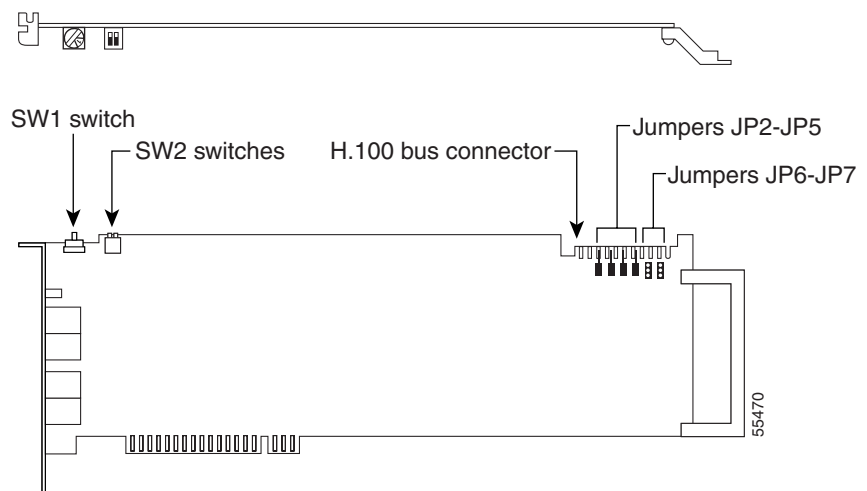 SW1 switch
SW2 switches
H.100 bus connector
Jumpers JP2-JP5
Jumpers JP6-JP7
55470